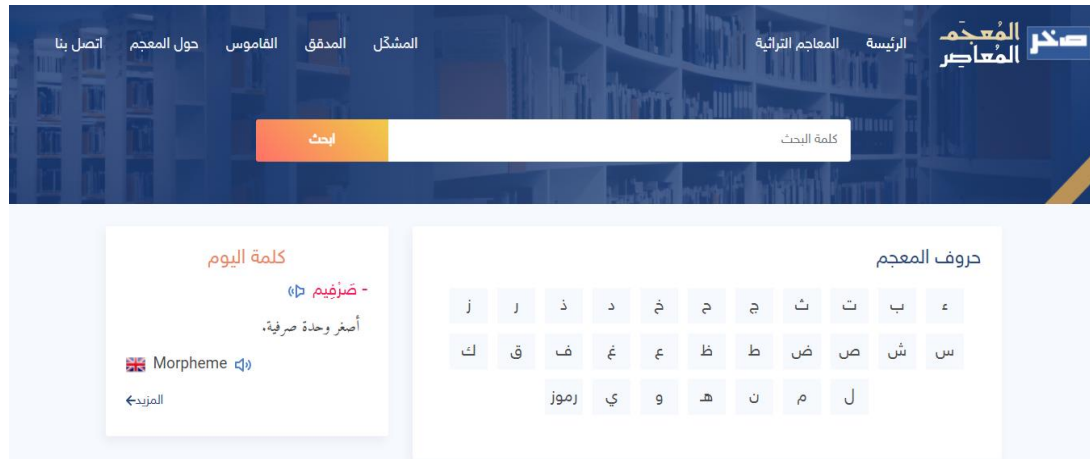 صخر
المُعجَم
المُعاصِر
الرئيسة المعاجم التراثية المشكّل المدقق القاموس حول المعجم اتصل بنا
كلمة البحث
ابحث
حروف المعجم
ء ب ت ث ج ح خ د ذ ر ز
س ش ص ض ط ظ ع غ ف ق ك
ل م ن هـ و ي رموز
كلمة اليوم
- صَرْفِيم
أصغر وحدة صرفية.
Morpheme
المزيد